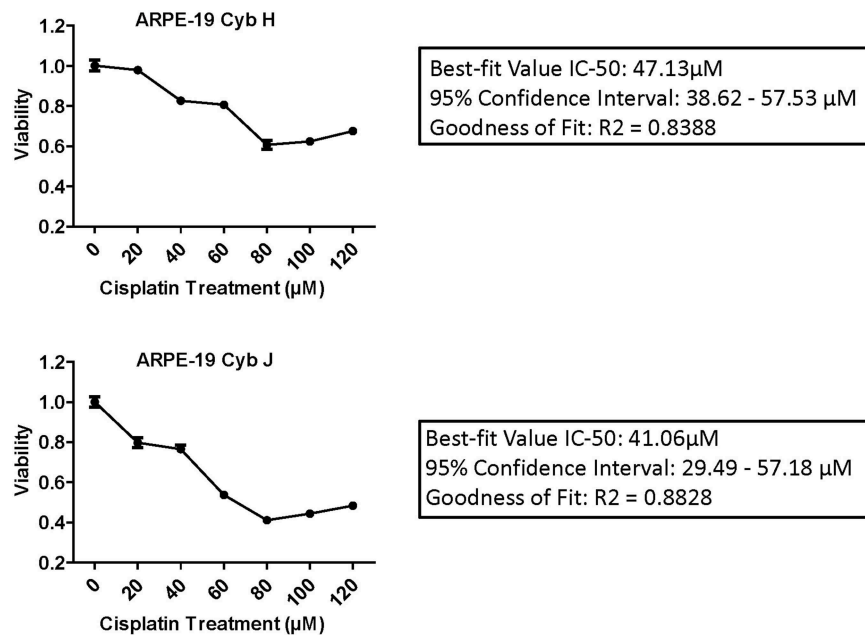 ARPE-19 Cyb H
1.2
1.0
0.8
0.6
0.4
0.2
Viability
0
20
40
60
80
100
120
Cisplatin Treatment (µM)
Best-fit Value IC-50: 47.13µM
95% Confidence Interval: 38.62 - 57.53 µM
Goodness of Fit: R2 = 0.8388
ARPE-19 Cyb J
1.2
1.0
0.8
0.6
0.4
0.2
Viability
0
20
40
60
80
100
120
Cisplatin Treatment (µM)
Best-fit Value IC-50: 41.06µM
95% Confidence Interval: 29.49 - 57.18 µM
Goodness of Fit: R2 = 0.8828